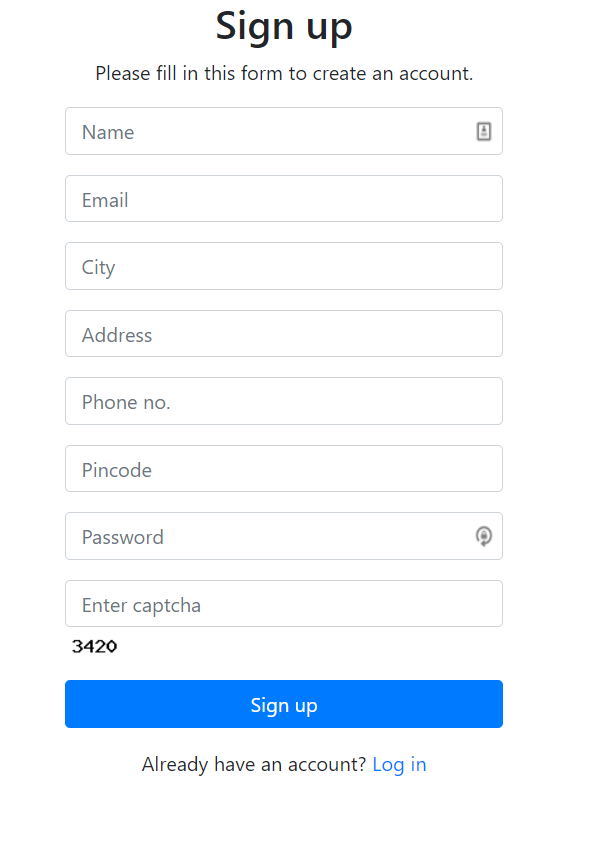 Sign up
Please fill in this form to create an account.
Name
Email
City
Address
Phone no.
Pincode
Password
Enter captcha
3420
Sign up
Already have an account? Log in